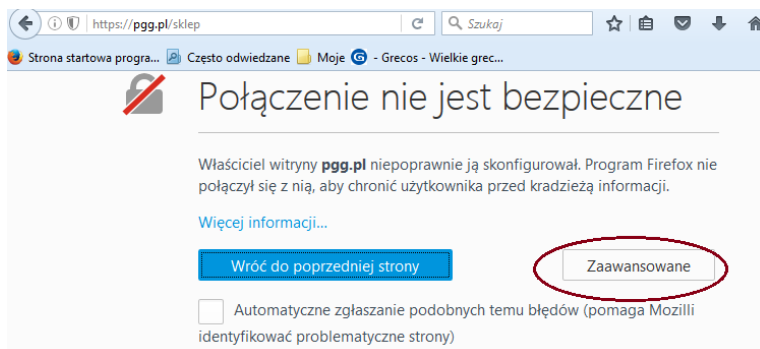 https://pgg.pl/sklep Szukaj
Strona startowa progra... Często odwiedzane Moje G - Grecos - Wielkie grec...
Połączenie nie jest bezpieczne
Właściciel witryny pgg.pl niepoprawnie ją skonfigurował. Program Firefox nie
połączył się z nią, aby chronić użytkownika przed kradzieżą informacji.
Więcej informacji...
Wróć do poprzedniej strony Zaawansowane
Automatyczne zgłaszanie podobnych temu błędów (pomaga Mozilli
identyfikować problematyczne strony)